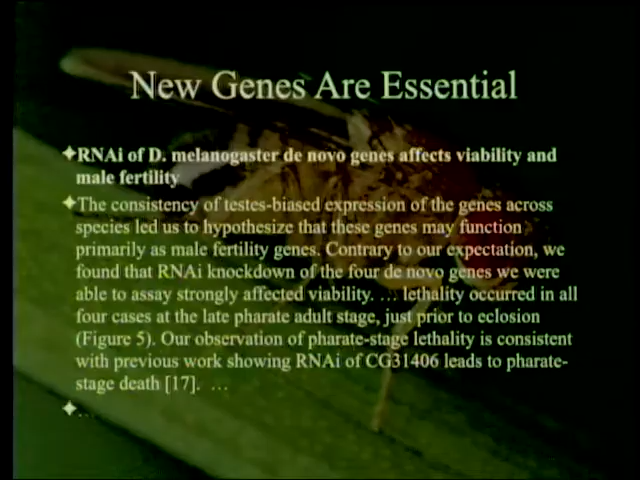 New Genes Are Essential
✦RNAi of D. melanogaster de novo genes affects viability and
male fertility
✦The consistency of testes-biased expression of the genes across
species led us to hypothesize that these genes may function
primarily as male fertility genes. Contrary to our expectation, we
found that RNAi knockdown of the four de novo genes we were
able to assay strongly affected viability. … lethality occurred in all
four cases at the late pharate adult stage, just prior to eclosion
(Figure 5). Our observation of pharate-stage lethality is consistent
with previous work showing RNAi of CG31406 leads to pharate-
stage death [17].  …
✦…